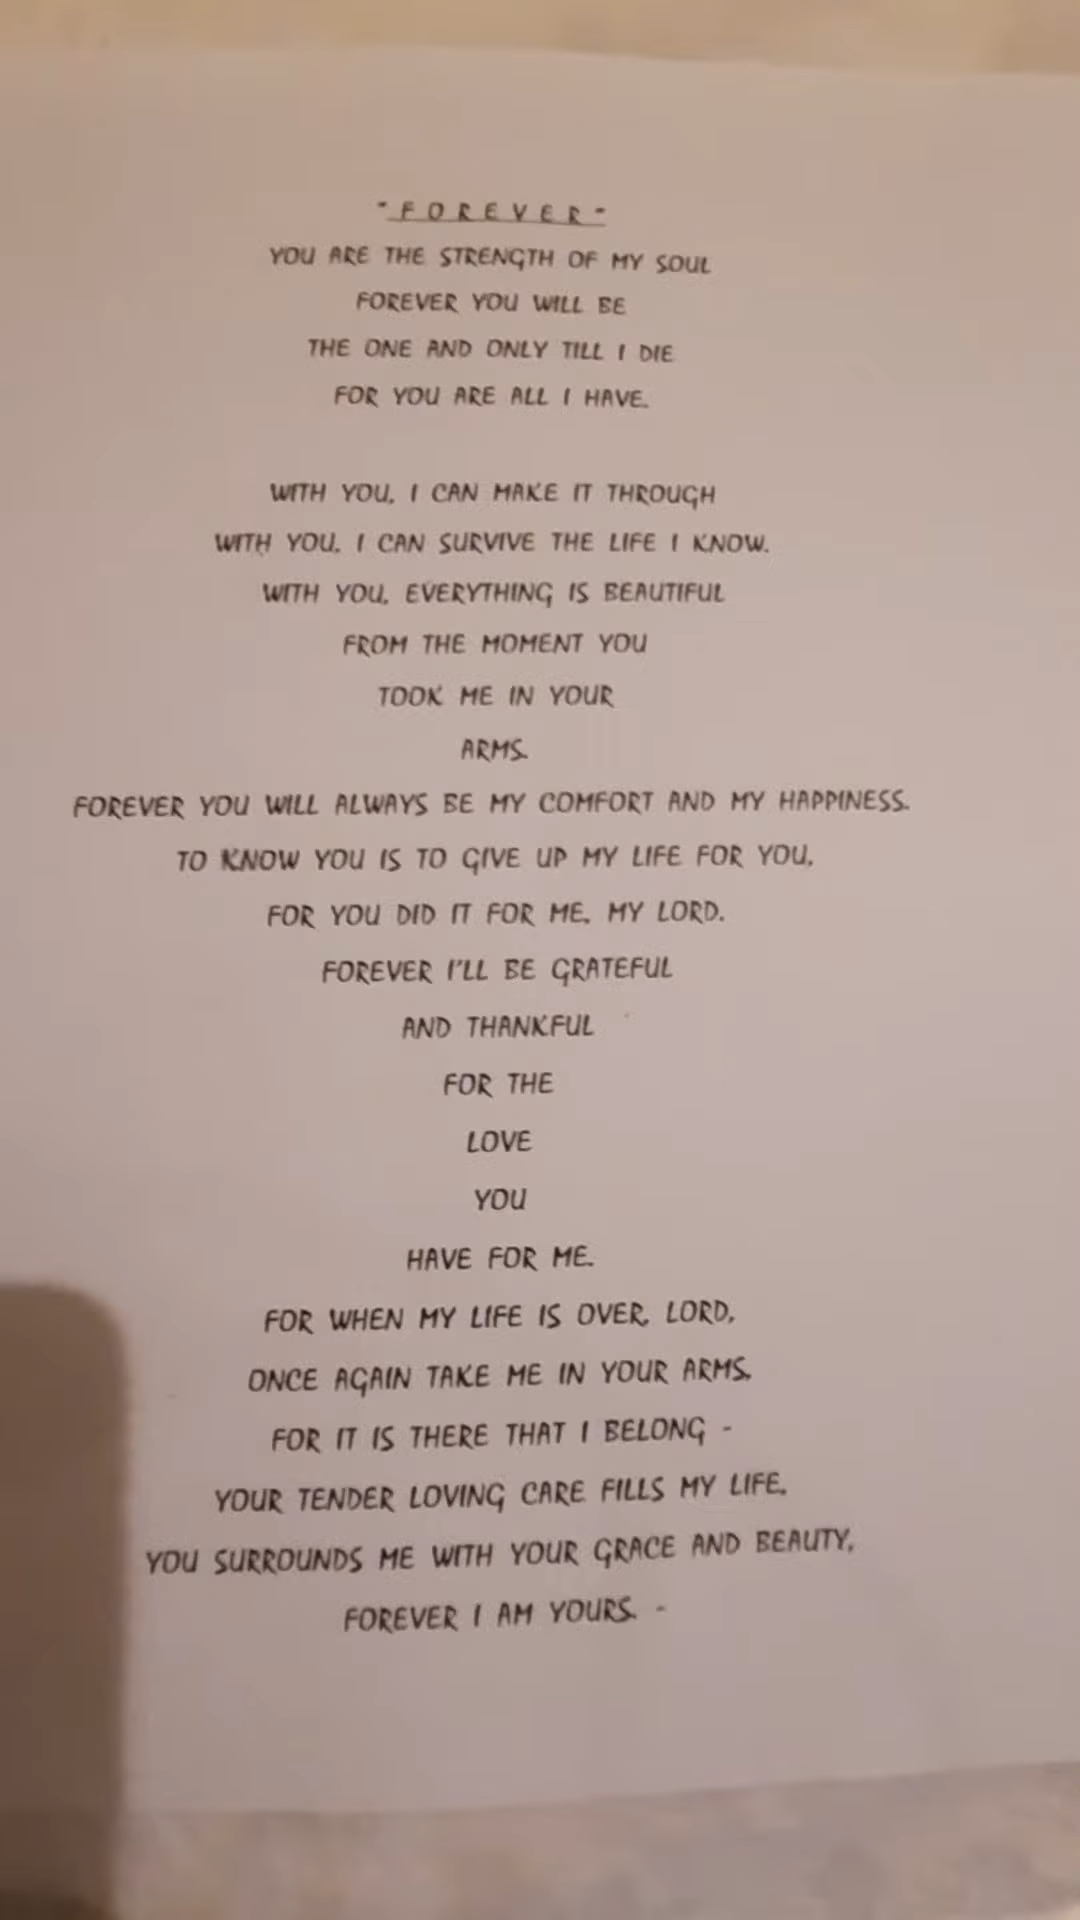 "FOREVER"
YOU ARE THE STRENGTH OF MY SOUL
FOREVER YOU WILL BE
THE ONE AND ONLY TILL I DIE
FOR YOU ARE ALL I HAVE.
WITH YOU, I CAN MAKE IT THROUGH
WITH YOU, I CAN SURVIVE THE LIFE I KNOW.
WITH YOU, EVERYTHING IS BEAUTIFUL
FROM THE MOMENT YOU
TOOK ME IN YOUR
ARMS.
FOREVER YOU WILL ALWAYS BE MY COMFORT AND MY HAPPINESS.
TO KNOW YOU IS TO GIVE UP MY LIFE FOR YOU,
FOR YOU DID IT FOR ME, MY LORD.
FOREVER I'LL BE GRATEFUL
AND THANKFUL
FOR THE
LOVE
YOU
HAVE FOR ME.
FOR WHEN MY LIFE IS OVER, LORD,
ONCE AGAIN TAKE ME IN YOUR ARMS,
FOR IT IS THERE THAT I BELONG -
YOUR TENDER LOVING CARE FILLS MY LIFE,
YOU SURROUNDS ME WITH YOUR GRACE AND BEAUTY,
FOREVER I AM YOURS. -